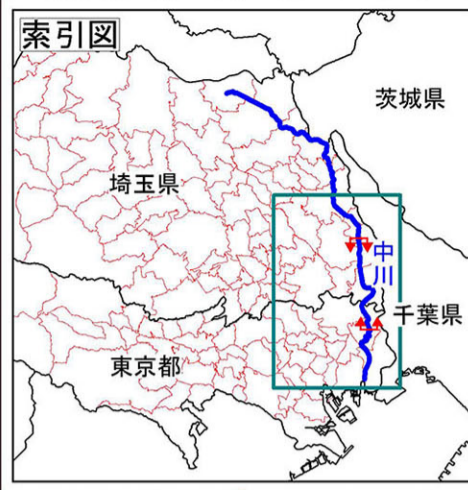 索引図
茨城県
埼玉県
中川
千葉県
東京都